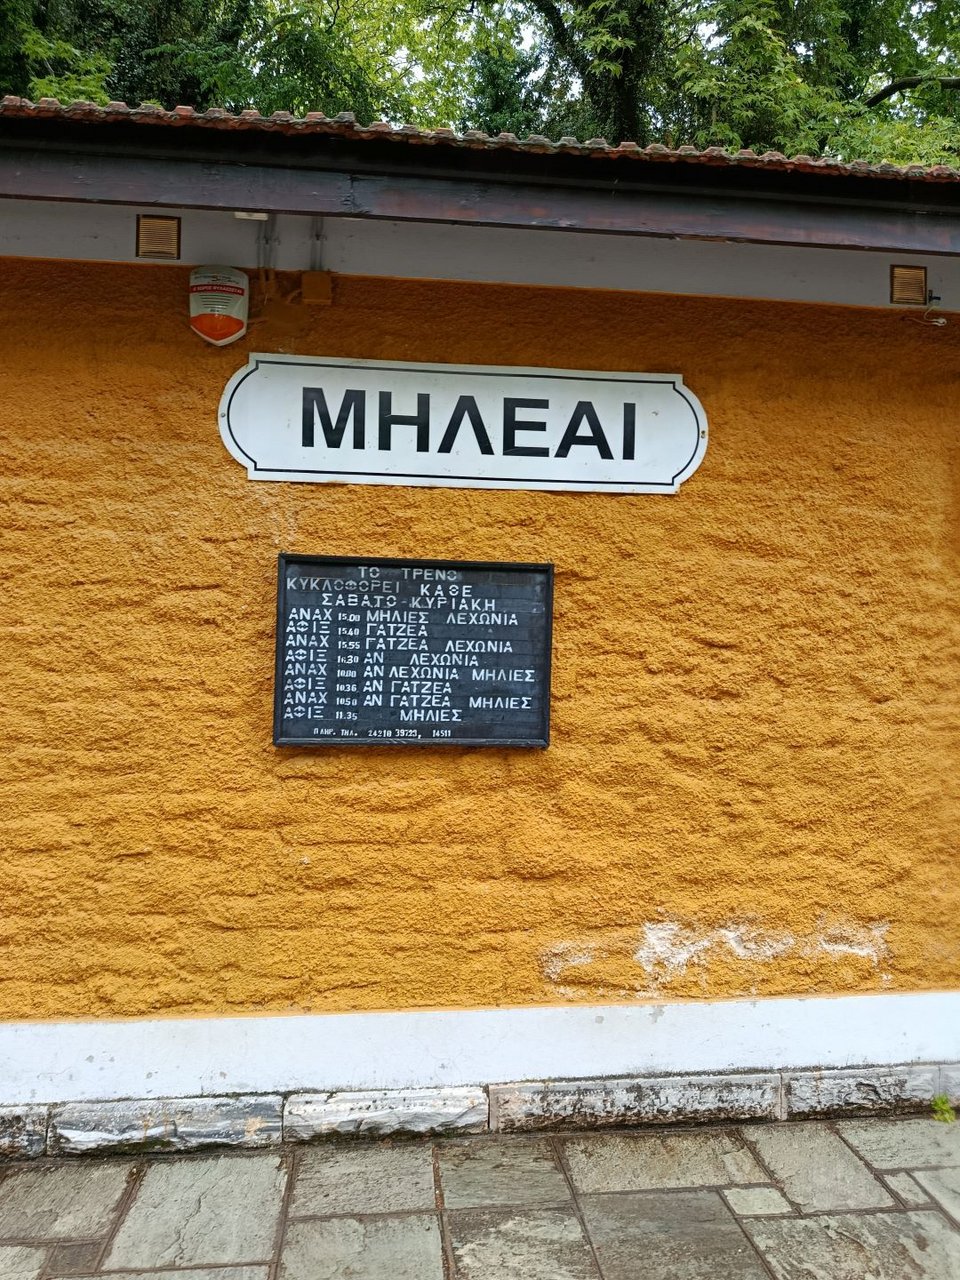 Ο ΧΩΡΟΣ ΦΥΛΑΣΣΕΤΑΙ
ΜΗΛΕΑΙ
ΤΟ ΤΡΕΝΟ
ΚΥΚΛΟΦΟΡΕΙ ΚΑΘΕ
ΣΑΒΑΤΟ-ΚΥΡΙΑΚΗ
ΑΝΑΧ 15.00 ΜΗΛΙΕΣ ΛΕΧΩΝΙΑ
ΑΦΙΞ 15.40 ΓΑΤΖΕΑ
ΑΝΑΧ 15.55 ΓΑΤΖΕΑ ΛΕΧΩΝΙΑ
ΑΦΙΞ 16.30 ΑΝ ΛΕΧΩΝΙΑ
ΑΝΑΧ 10.00 ΑΝ ΛΕΧΩΝΙΑ ΜΗΛΙΕΣ
ΑΦΙΞ 10.36 ΑΝ ΓΑΤΖΕΑ
ΑΝΑΧ 10.50 ΑΝ ΓΑΤΖΕΑ ΜΗΛΙΕΣ
ΑΦΙΞ 11.35 ΜΗΛΙΕΣ
ΠΛΗΡ. ΤΗΛ. 24210 39723, 14511